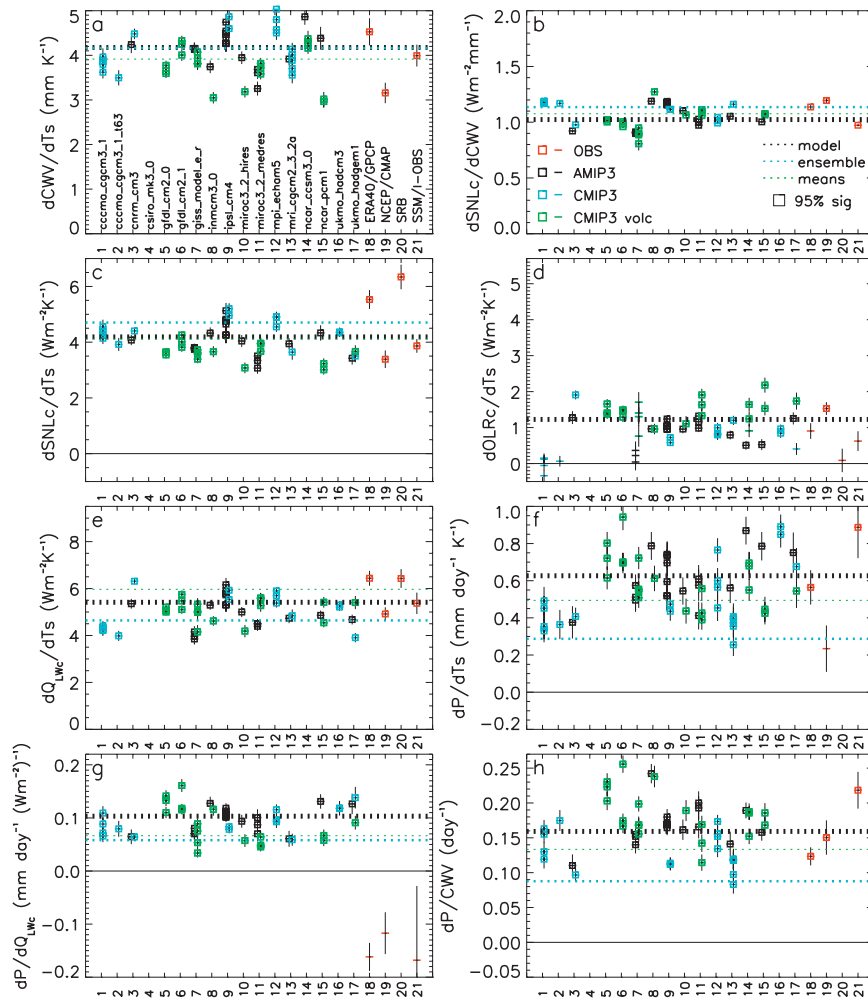 a
dCWV/dTs (mm K⁻¹)
5
4
3
2
1
0
cccma_cgcm3_1
cccma_cgcm3_1_t63
cnrm_cm3
csiro_mk3_0
gfdl_cm2_0
gfdl_cm2_1
giss_model_e_r
inmcm3_0
ipsl_cm4
miroc3_2_hires
miroc3_2_medres
mpi_echam5
mri_cgcm2_3_2a
ncar_ccsm3_0
ncar_pcm1
ukmo_hadcm3
ukmo_hadgem1
ERA40/GPCP
NCEP/CMAP
SRB
SSM/I-OBS
1 2 3 4 5 6 7 8 9 10 11 12 13 14 15 16 17 18 19 20 21
b
dSNLc/dCWV (Wm⁻²mm⁻¹)
2.0
1.5
1.0
0.5
0.0
OBS
AMIP3
CMIP3
CMIP3 volc
model
ensemble
means
95% sig
1 2 3 4 5 6 7 8 9 10 11 12 13 14 15 16 17 18 19 20 21
c
dSNLc/dTs (Wm⁻²K⁻¹)
6
4
2
0
1 2 3 4 5 6 7 8 9 10 11 12 13 14 15 16 17 18 19 20 21
d
dOLRc/dTs (Wm⁻²K⁻¹)
5
4
3
2
1
0
1 2 3 4 5 6 7 8 9 10 11 12 13 14 15 16 17 18 19 20 21
e
dQ_LWc/dTs (Wm⁻²K⁻¹)
8
6
4
2
0
1 2 3 4 5 6 7 8 9 10 11 12 13 14 15 16 17 18 19 20 21
f
dP/dTs (mm day⁻¹ K⁻¹)
1.0
0.8
0.6
0.4
0.2
0.0
−0.2
1 2 3 4 5 6 7 8 9 10 11 12 13 14 15 16 17 18 19 20 21
g
dP/dQ_LWc (mm day⁻¹ (Wm⁻²)⁻¹)
0.2
0.1
0.0
−0.1
−0.2
1 2 3 4 5 6 7 8 9 10 11 12 13 14 15 16 17 18 19 20 21
h
dP/CWV (day⁻¹)
0.25
0.20
0.15
0.10
0.05
0.00
−0.05
1 2 3 4 5 6 7 8 9 10 11 12 13 14 15 16 17 18 19 20 21